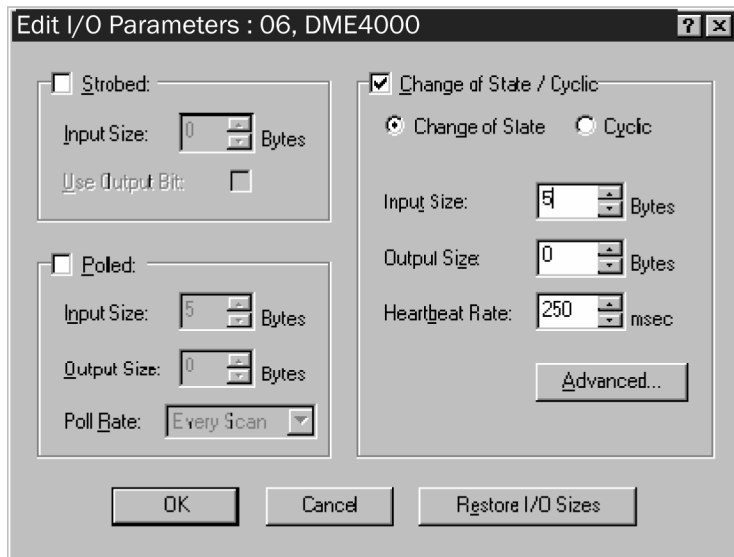 Edit I/O Parameters : 06, DME4000
Strobed:
Input Size: 0 Bytes
Use Output Bit:
Poled:
Input Size: 5 Bytes
Output Size: 0 Bytes
Poll Rate: Every Scan
Change of State / Cyclic
Change of State Cyclic
Input Size: 5 Bytes
Output Size: 0 Bytes
Heartbeat Rate: 250 msec
Advanced...
OK Cancel Restore I/O Sizes